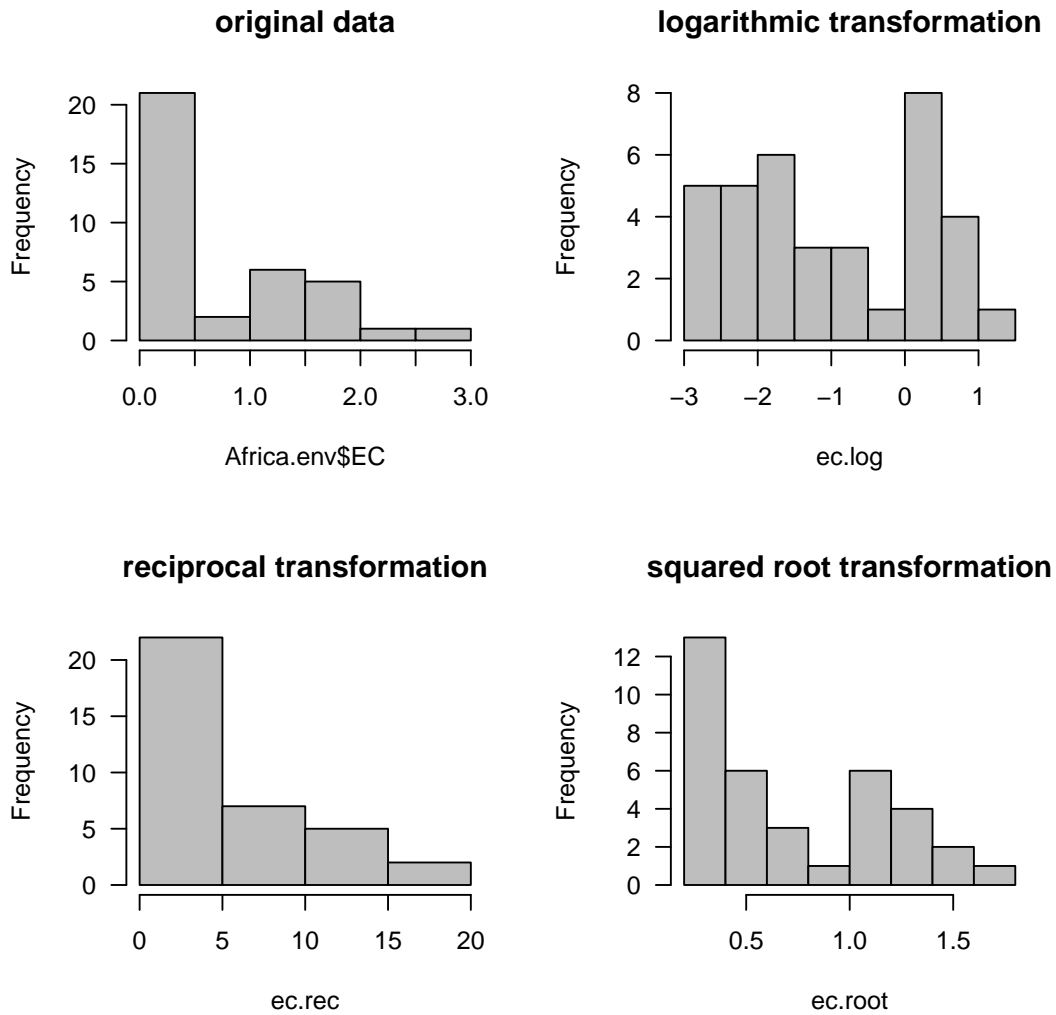 original data
Frequency
20
15
10
5
0
0.0 1.0 2.0 3.0
Africa.env$EC
logarithmic transformation
Frequency
8
6
4
2
0
−3 −2 −1 0 1
ec.log
reciprocal transformation
Frequency
20
15
10
5
0
0 5 10 15 20
ec.rec
squared root transformation
Frequency
12
10
8
6
4
2
0
0.5 1.0 1.5
ec.root